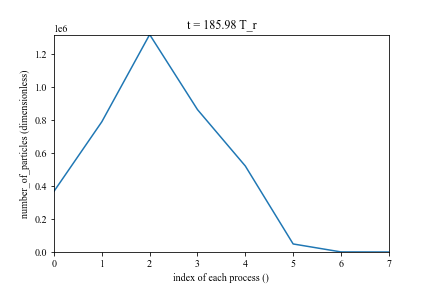 t = 185.98 T_r
1e6
1.2
1.0
0.8
0.6
0.4
0.2
0.0
number_of_particles (dimensionless)
0 1 2 3 4 5 6 7
index of each process ()